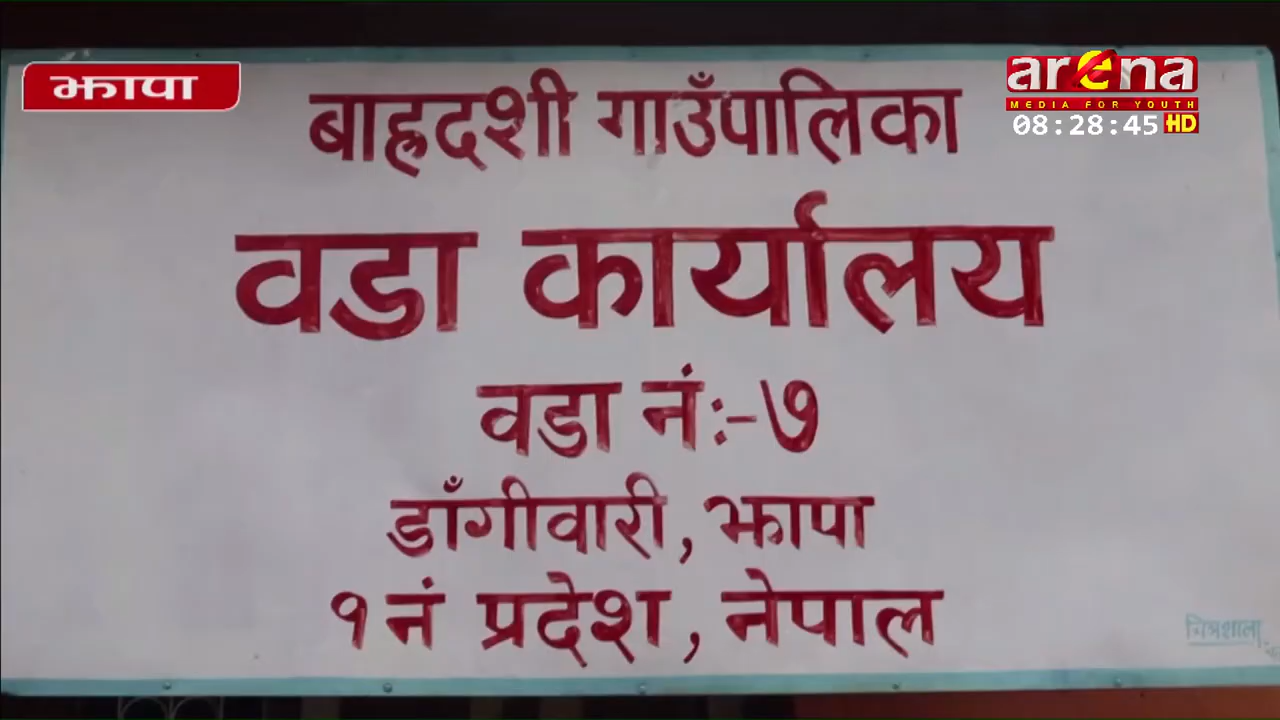 झापा
arena
MEDIA FOR YOUTH
08:28:45 HD
बाह्रदशी गाउँपालिका
वडा कार्यालय
वडा नं:-७
डाँगीवारी, झापा
१ नं प्रदेश, नेपाल
चित्रशाला